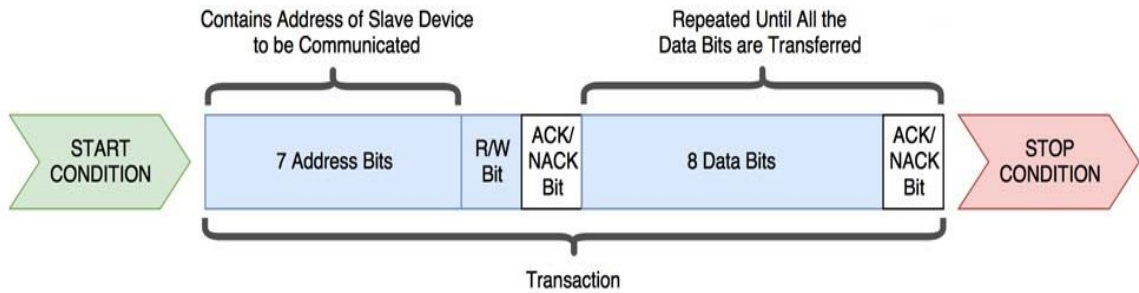 Contains Address of Slave Device
to be Communicated
Repeated Until All the
Data Bits are Transferred
START
CONDITION
7 Address Bits
R/W
Bit
ACK/
NACK
Bit
8 Data Bits
ACK/
NACK
Bit
STOP
CONDITION
Transaction